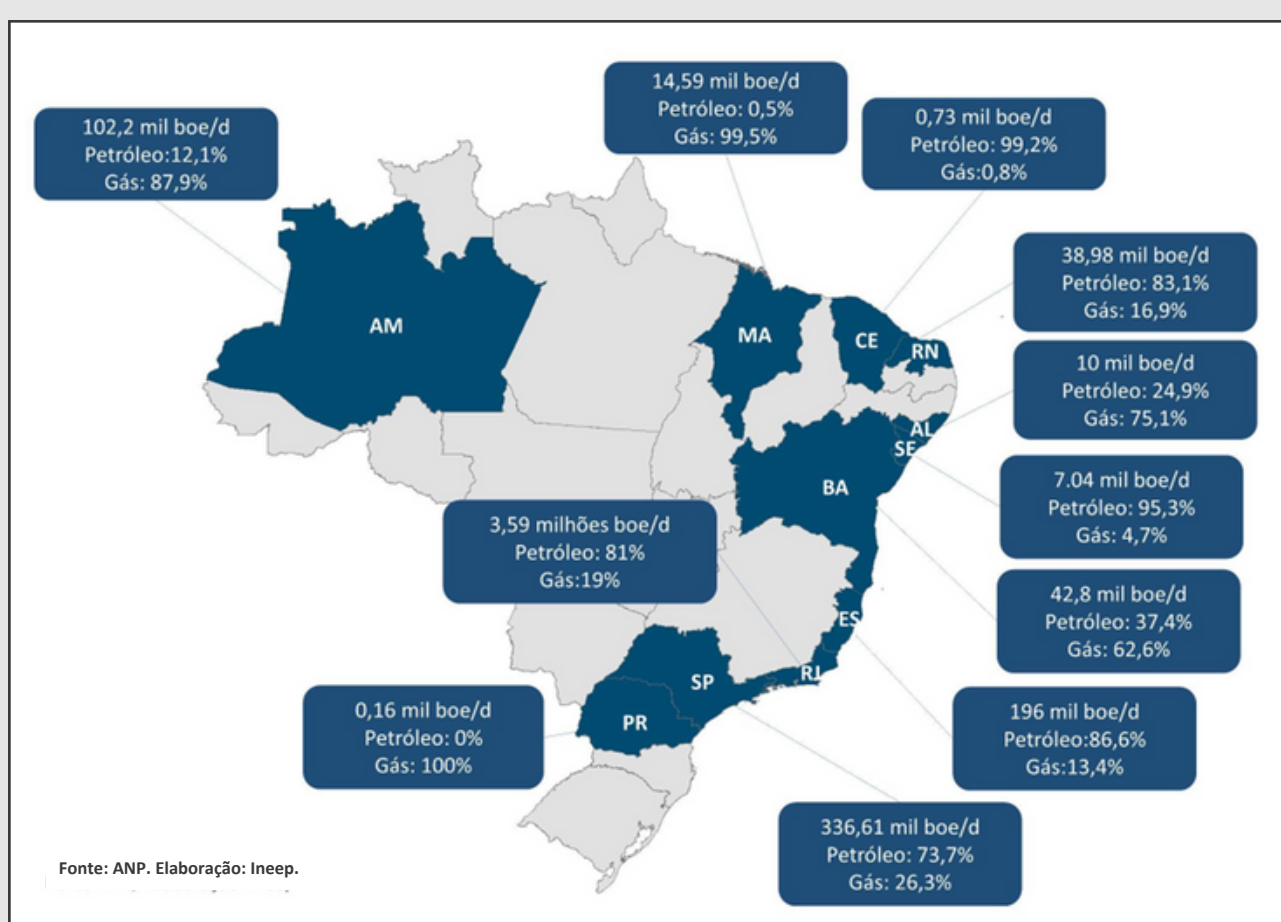 14,59 mil boe/d
Petróleo: 0,5%
Gás: 99,5%
0,73 mil boe/d
Petróleo: 99,2%
Gás:0,8%
102,2 mil boe/d
Petróleo:12,1%
Gás: 87,9%
38,98 mil boe/d
Petróleo: 83,1%
Gás: 16,9%
AM
MA
CE
RN
10 mil boe/d
Petróleo: 24,9%
Gás: 75,1%
AL
SE
BA
7.04 mil boe/d
Petróleo: 95,3%
Gás: 4,7%
3,59 milhões boe/d
Petróleo: 81%
Gás:19%
42,8 mil boe/d
Petróleo: 37,4%
Gás: 62,6%
ES
RJ
SP
PR
0,16 mil boe/d
Petróleo: 0%
Gás: 100%
196 mil boe/d
Petróleo:86,6%
Gás:13,4%
336,61 mil boe/d
Petróleo: 73,7%
Gás: 26,3%
Fonte: ANP. Elaboração: Ineep.